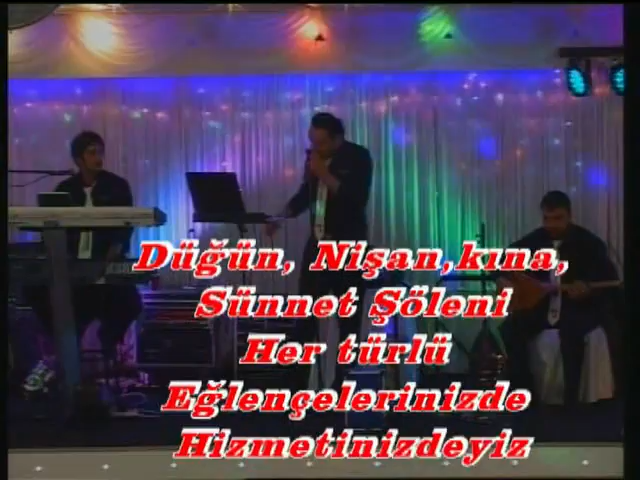 Düğün, Nişan,kına,
Sünnet Şöleni
Her türlü
Eğlençelerinizde
Hizmetinizdeyiz